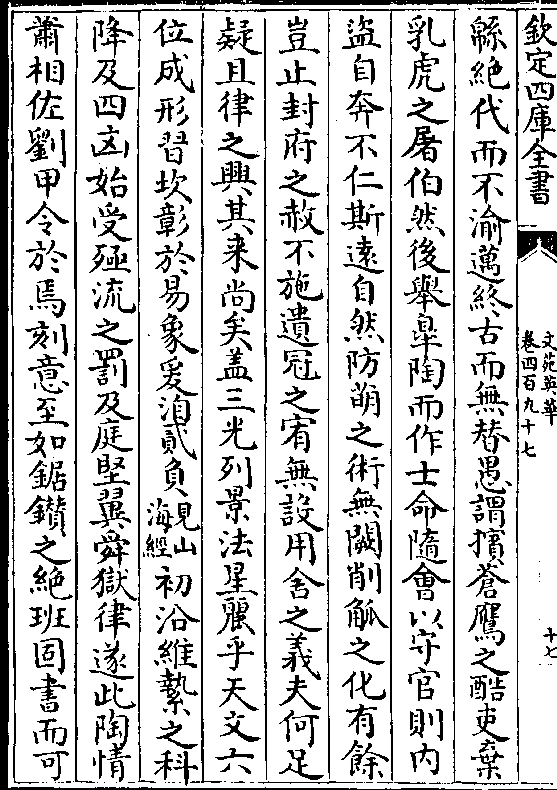 欽定四庫全書
文苑英華
卷四百九十七
十七
緜絶代而不渝邁終古而無替愚謂擯蒼鷹之酷吏棄
乳虎之屠伯然後舉臯陶而作士命隨會以守官則内
盗自奔不仁斯遠自然防萌之術無闕削觚之化有餘
豈止封府之赦不施遺冠之宥無設用舍之義夫何足
疑且律之興其来尚矣盖三光列景法星麗乎天文六
位成形習坎彰於易象爰洎貳負見山海經初沿維縶之科
降及四凶始受殛流之罰及庭堅翼舜獄律遂此陶情
蕭相佐劉甲令於焉刻意至如鋸鑚之絶班固書而可